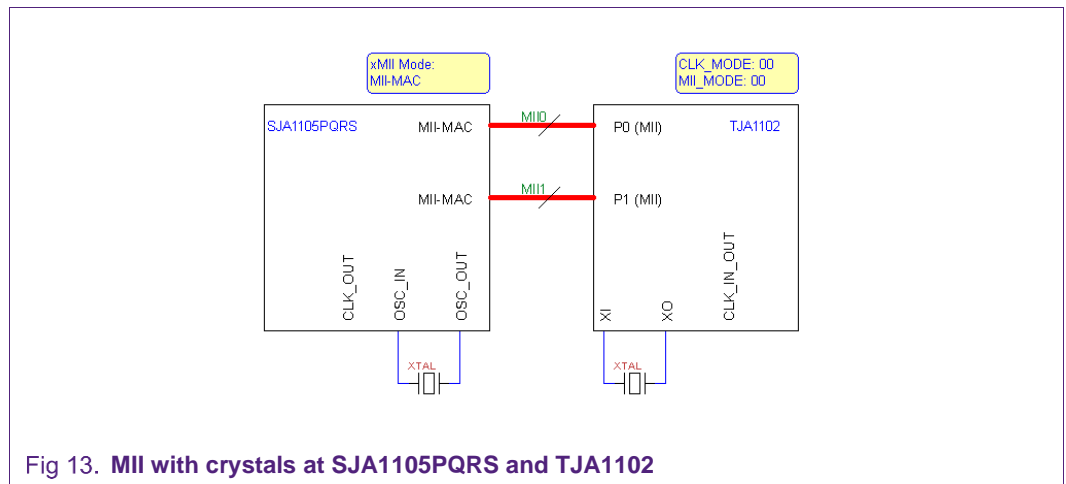 xMII Mode:
MII-MAC
CLK_MODE: 00
MII_MODE: 00
SJA1105PQRS
MII-MAC
MII0
P0 (MII)
TJA1102
MII-MAC
MII1
P1 (MII)
CLK_OUT
OSC_IN
OSC_OUT
XI
XO
CLK_IN_OUT
XTAL
XTAL
Fig 13. MII with crystals at SJA1105PQRS and TJA1102